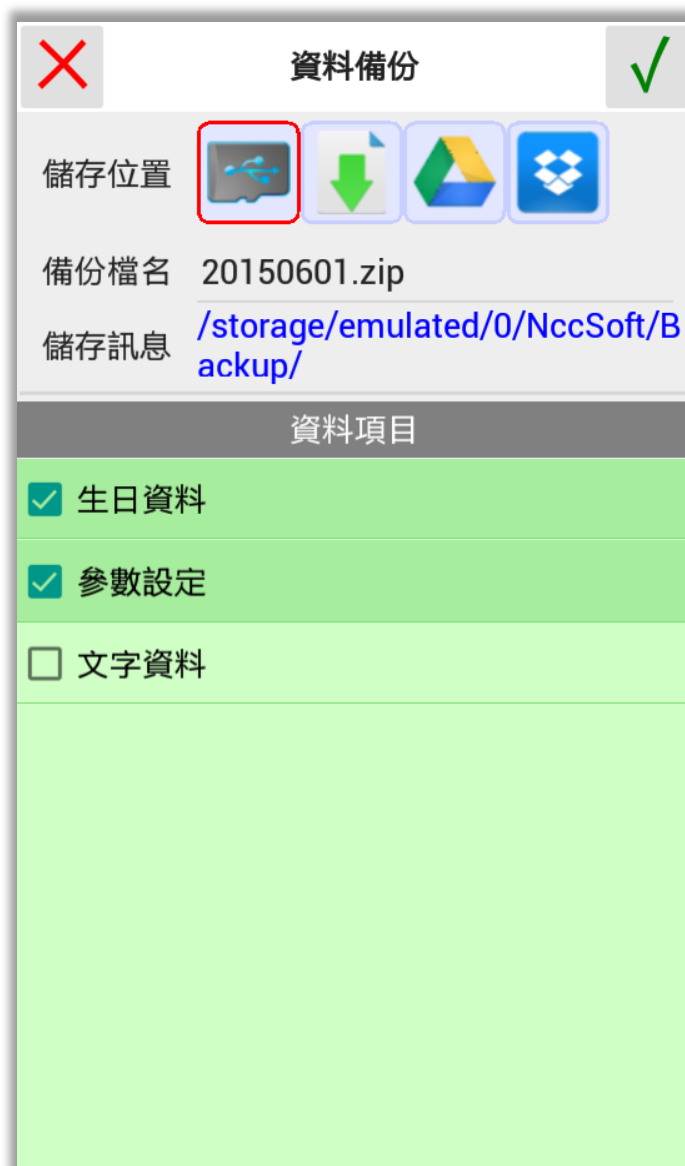 資料備份
儲存位置
備份檔名 20150601.zip
儲存訊息 /storage/emulated/0/NccSoft/B
ackup/
資料項目
生日資料
參數設定
文字資料